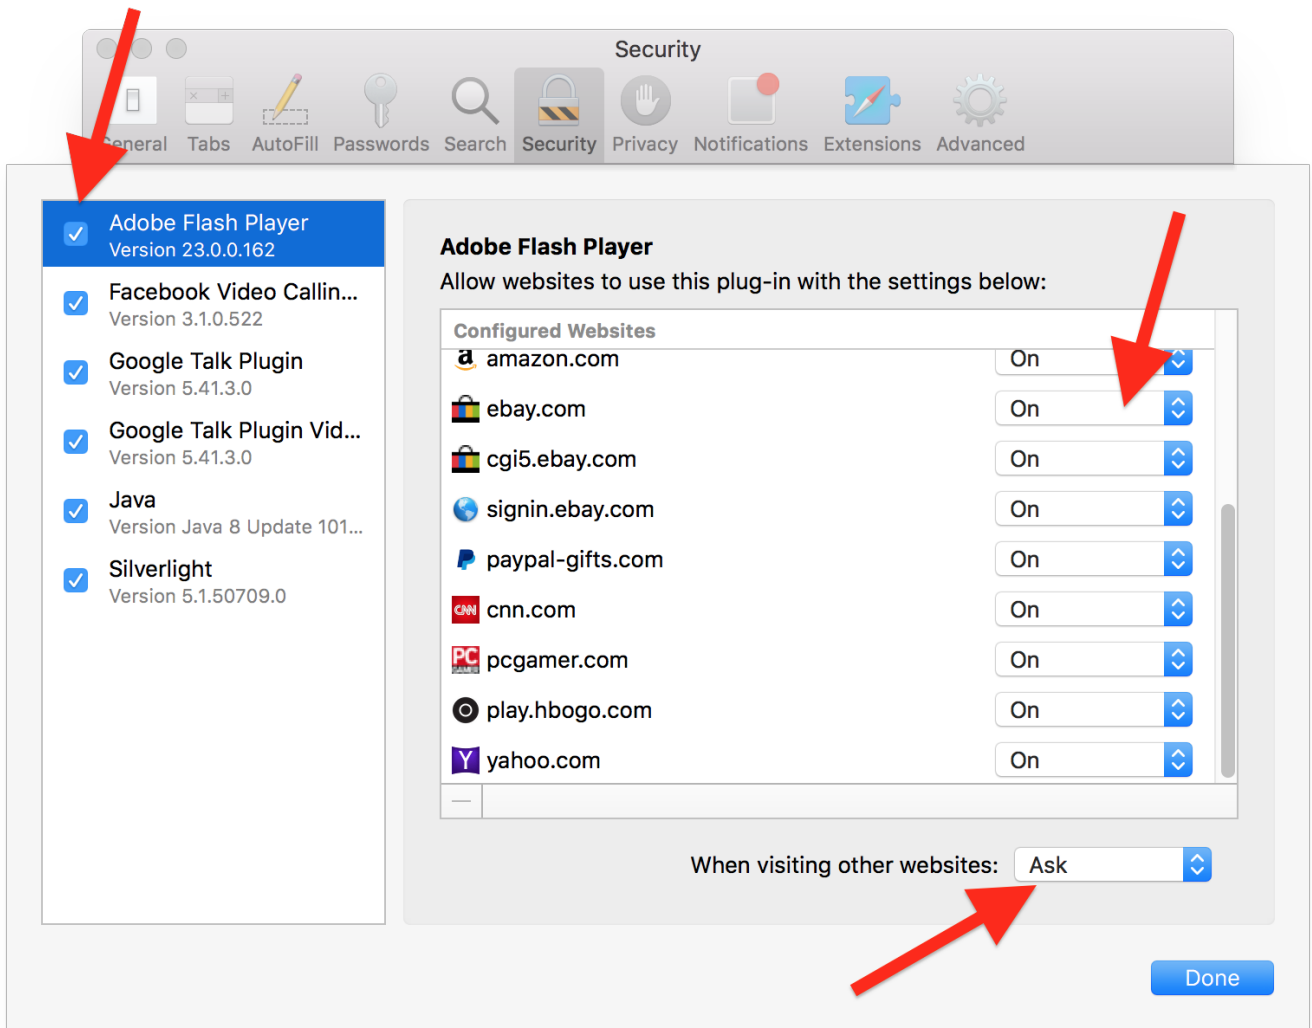 Security
General Tabs AutoFill Passwords Search Security Privacy Notifications Extensions Advanced
Adobe Flash Player
Version 23.0.0.162
Facebook Video Callin...
Version 3.1.0.522
Google Talk Plugin
Version 5.41.3.0
Google Talk Plugin Vid...
Version 5.41.3.0
Java
Version Java 8 Update 101...
Silverlight
Version 5.1.50709.0
Adobe Flash Player
Allow websites to use this plug-in with the settings below:
Configured Websites
a amazon.com On
ebay.com On
cgi5.ebay.com On
signin.ebay.com On
paypal-gifts.com On
CNN cnn.com On
PC GAMER pcgamer.com On
play.hbogo.com On
Y yahoo.com On
When visiting other websites: Ask
Done